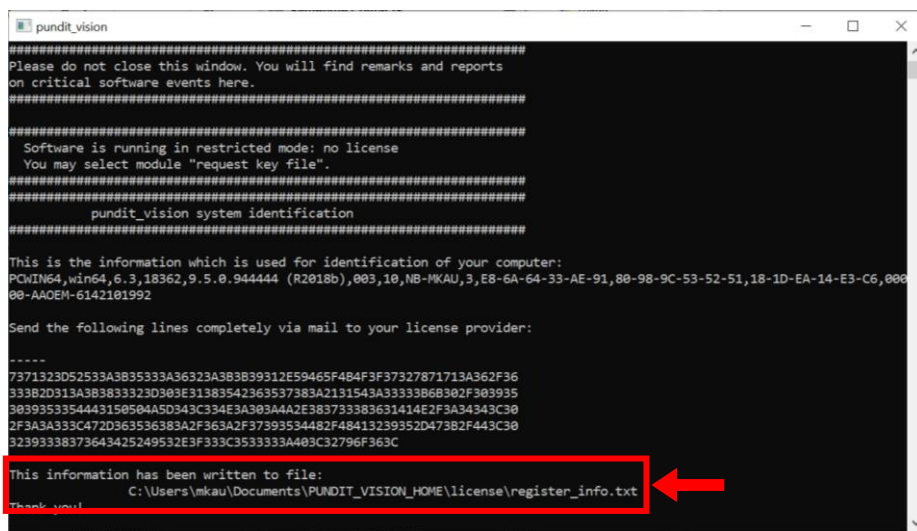 pundit_vision
#####################################################################
Please do not close this window. You will find remarks and reports
on critical software events here.
#####################################################################
#####################################################################
Software is running in restricted mode: no license
You may select module "request key file".
#####################################################################
#####################################################################
pundit_vision system identification
#####################################################################
This is the information which is used for identification of your computer:
PCWIN64,win64,6.3,18362,9.5.0.944444 (R2018b),003,10,NB-MKAU,3,E8-6A-64-33-AE-91,80-98-9C-53-52-51,18-1D-EA-14-E3-C6,000
00-AAOEM-6142101992
Send the following lines completely via mail to your license provider:
-----
7371323D52533A3B35333A36323A3B3B39312E59465F4B4F3F37327871713A362F36
333B2D313A3B3833323D303E31383542363537383A2131543A33333B6B302F303935
3039353354443150504A5D343C334E3A303A4A2E383733383631414E2F3A34343C30
2F3A3A333C472D363536383A2F363A2F37393534482F48413239352D473B2F443C30
32393338373643425249532E3F333C3533333A403C32796F363C
This information has been written to file:
C:\Users\mkau\Documents\PUNDIT_VISION_HOME\license\register_info.txt
Thank you!